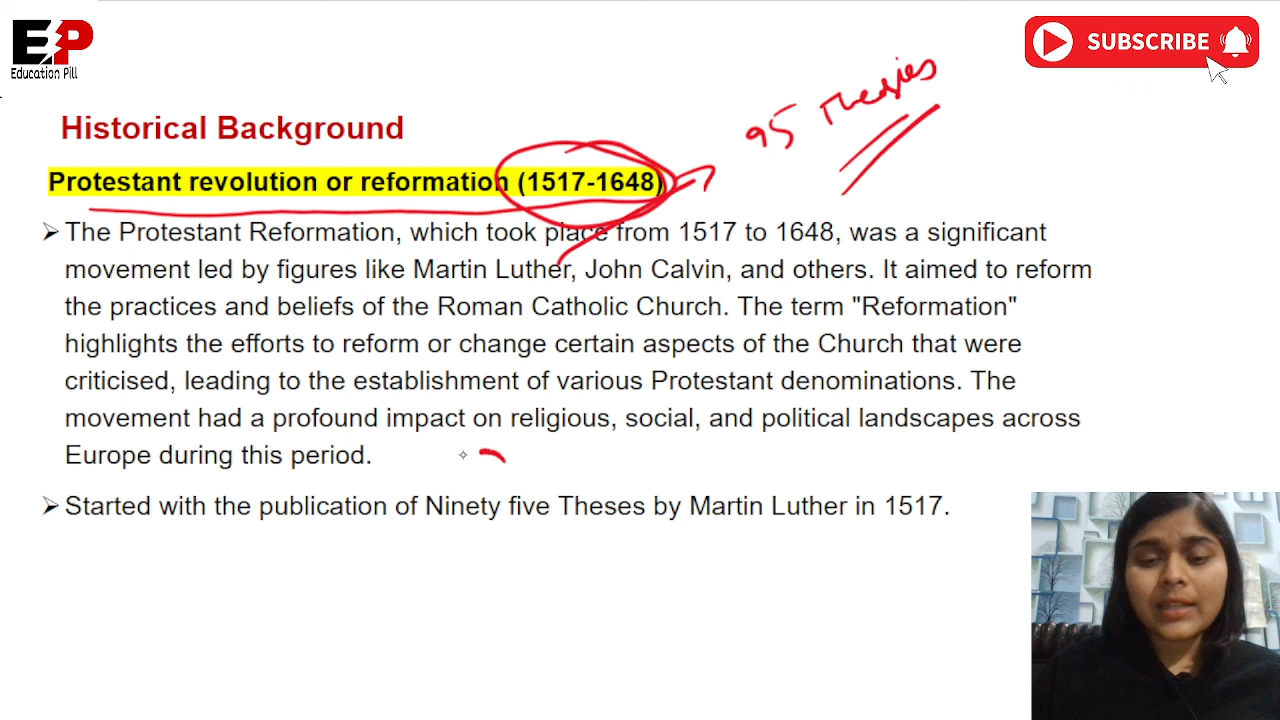 EP
Education Pill
SUBSCRIBE
95 Thesies
Historical Background
Protestant revolution or reformation (1517-1648)
➢ The Protestant Reformation, which took place from 1517 to 1648, was a significant
movement led by figures like Martin Luther, John Calvin, and others. It aimed to reform
the practices and beliefs of the Roman Catholic Church. The term "Reformation"
highlights the efforts to reform or change certain aspects of the Church that were
criticised, leading to the establishment of various Protestant denominations. The
movement had a profound impact on religious, social, and political landscapes across
Europe during this period.
➢ Started with the publication of Ninety five Theses by Martin Luther in 1517.